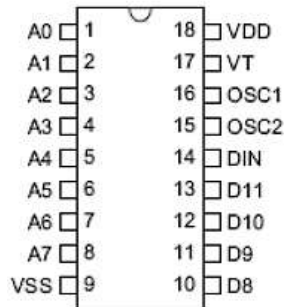 A0 1 18 VDD
A1 2 17 VT
A2 3 16 OSC1
A3 4 15 OSC2
A4 5 14 DIN
A5 6 13 D11
A6 7 12 D10
A7 8 11 D9
VSS 9 10 D8